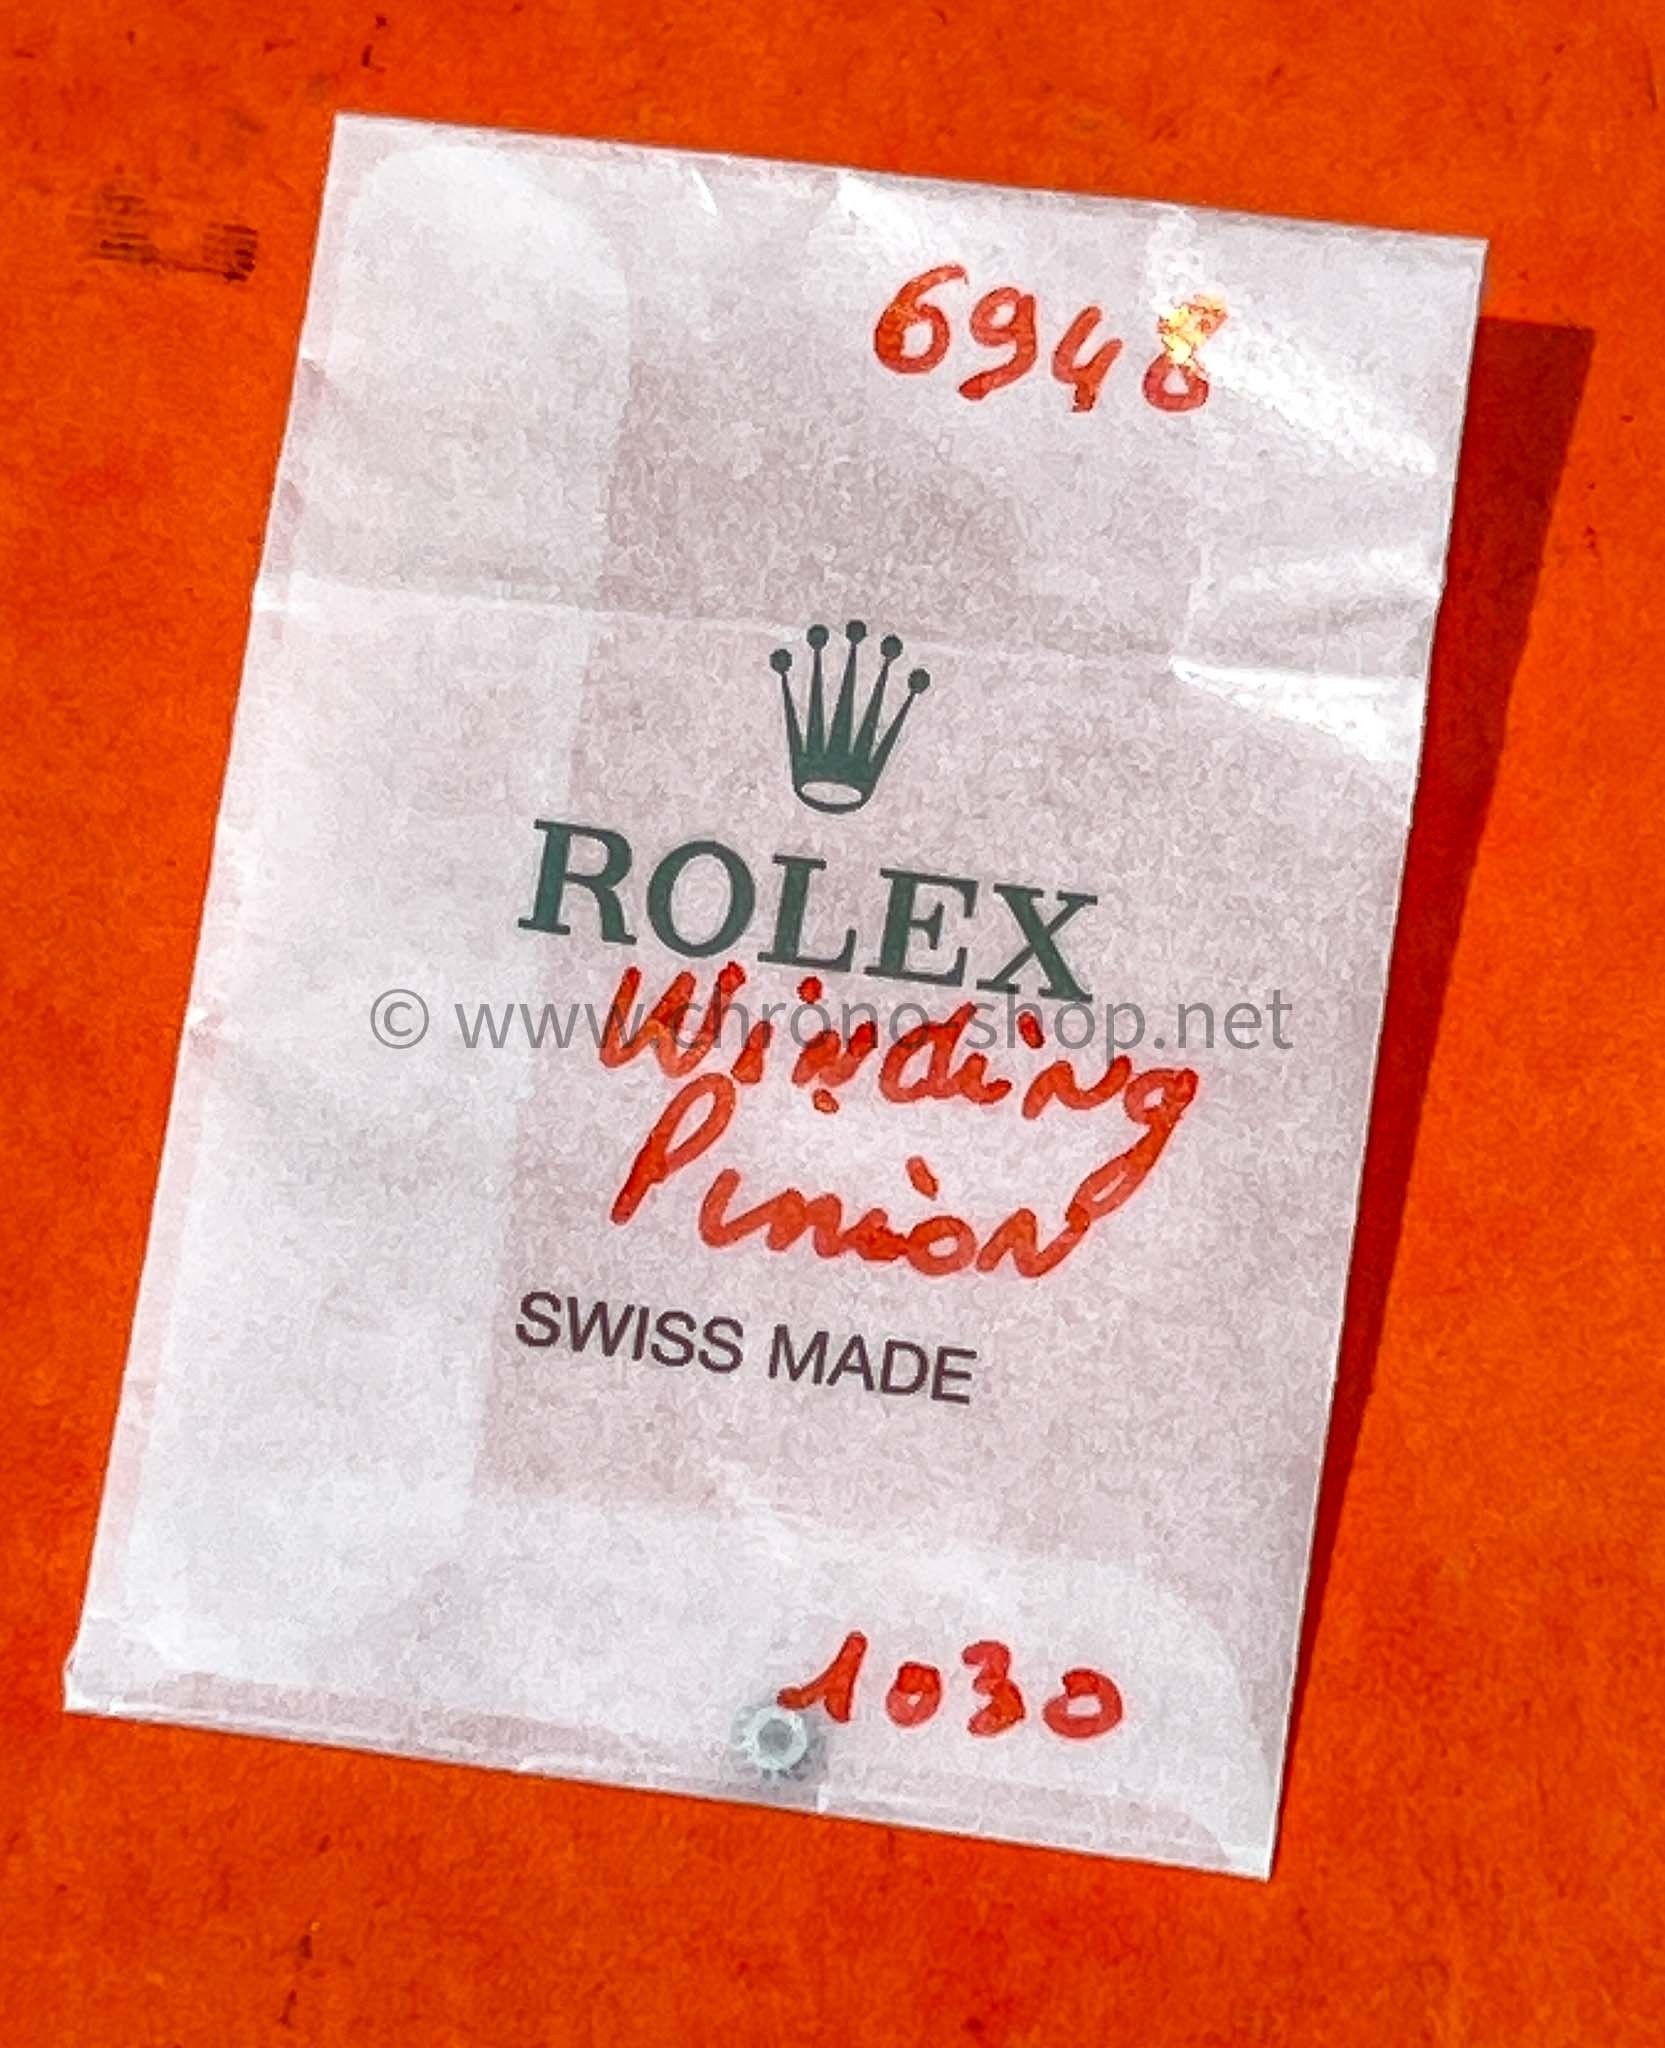 6948
ROLEX
© www.chrono-shop.net
Winding
Pinion
SWISS MADE
1030